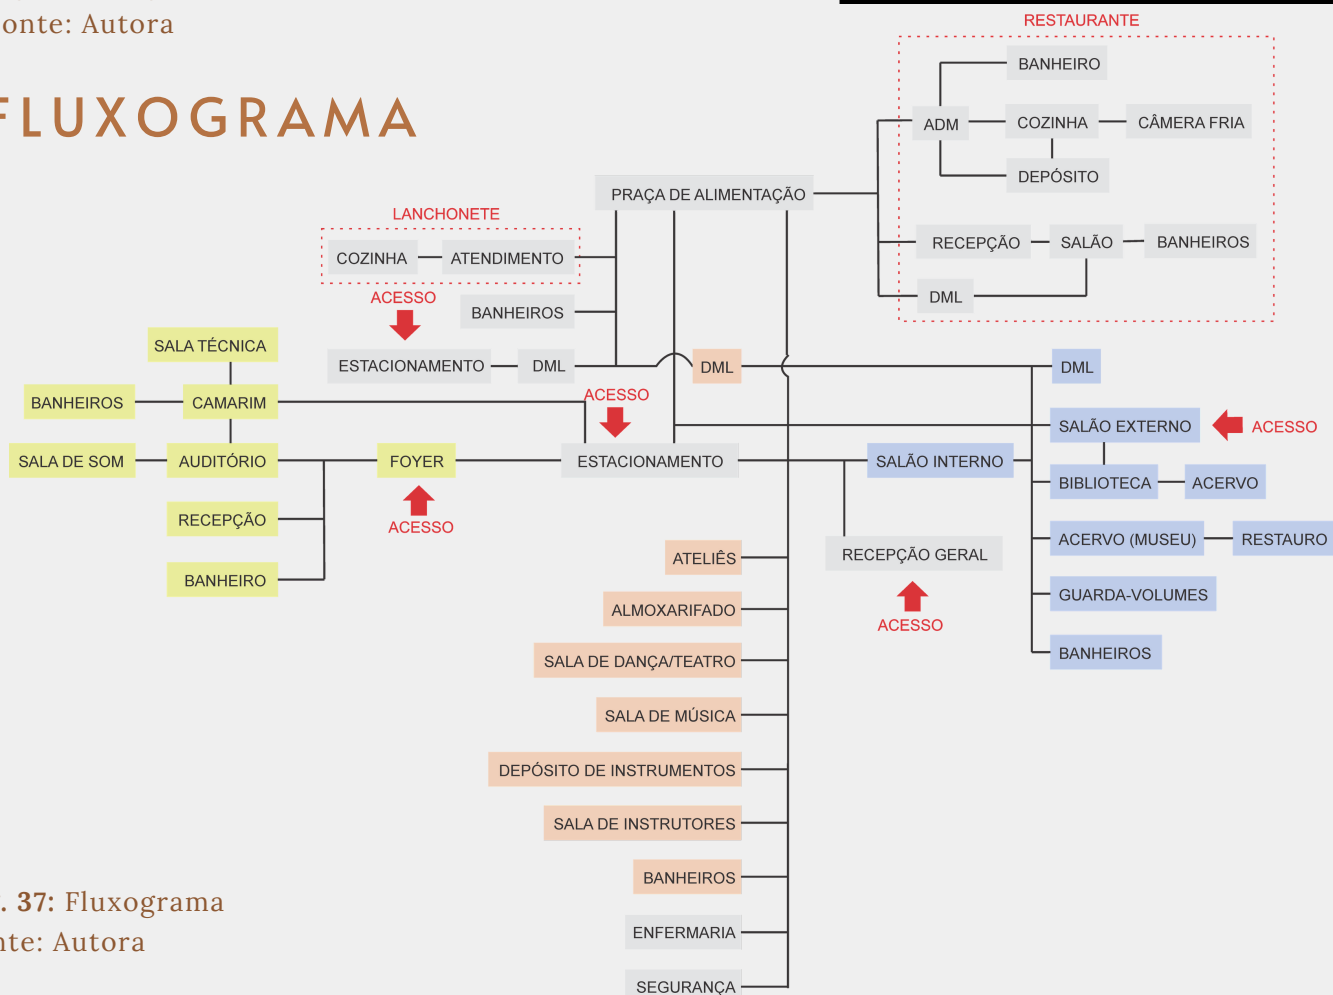 onte: Autora
FLUXOGRAMA
RESTAURANTE
BANHEIRO
ADM
COZINHA
CÂMERA FRIA
DEPÓSITO
PRAÇA DE ALIMENTAÇÃO
LANCHONETE
COZINHA
ATENDIMENTO
RECEPÇÃO
SALÃO
BANHEIROS
DML
ACESSO
BANHEIROS
SALA TÉCNICA
ESTACIONAMENTO
DML
DML
DML
BANHEIROS
CAMARIM
ACESSO
SALÃO EXTERNO
ACESSO
SALA DE SOM
AUDITÓRIO
FOYER
ESTACIONAMENTO
SALÃO INTERNO
BIBLIOTECA
ACERVO
RECEPÇÃO
ACESSO
ACERVO (MUSEU)
RESTAURO
RECEPÇÃO GERAL
ATELIÊS
BANHEIRO
GUARDA-VOLUMES
ALMOXARIFADO
ACESSO
BANHEIROS
SALA DE DANÇA/TEATRO
SALA DE MÚSICA
DEPÓSITO DE INSTRUMENTOS
SALA DE INSTRUTORES
BANHEIROS
. 37: Fluxograma
nte: Autora
ENFERMARIA
SEGURANÇA